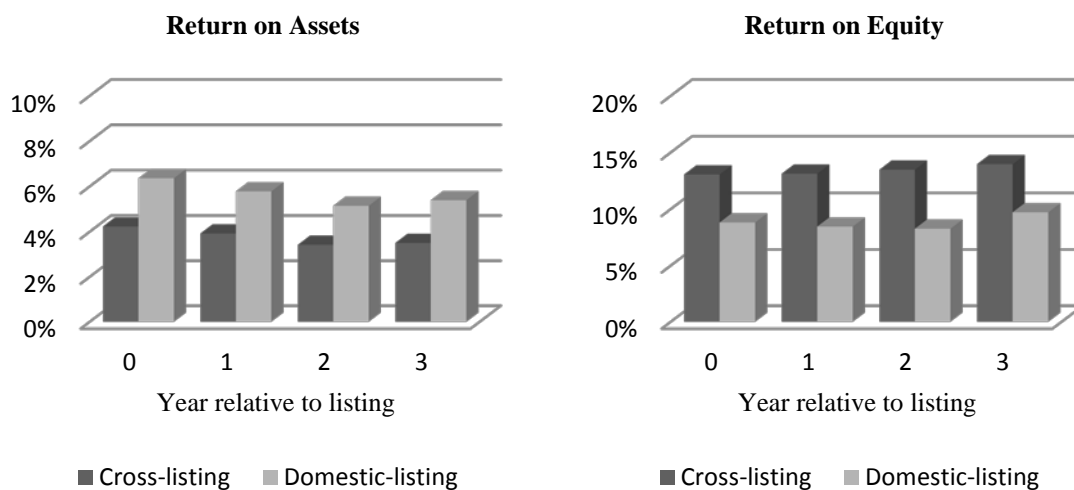 Return on Assets
10%
8%
6%
4%
2%
0%
0 1 2 3
Year relative to listing
Cross-listing Domestic-listing
Return on Equity
20%
15%
10%
5%
0%
0 1 2 3
Year relative to listing
Cross-listing Domestic-listing